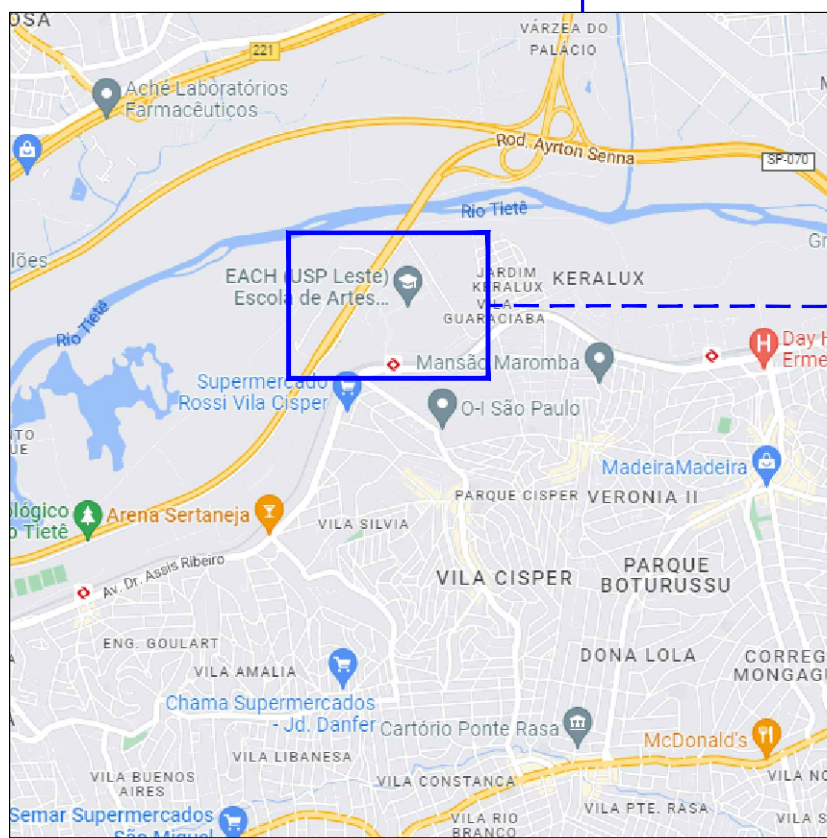 OSA
VÁRZEA DO
PALÁCIO
221
Aché Laboratórios
Farmacêuticos
Rod. Ayrton Senna
SP-070
Rio Tietê
EACH (USP Leste)
Escola de Artes...
JARDIM
KERALUX
VILA
GUARACIABA
KERALUX
Rio Tietê
Mansão Maromba
Day H
Erme
Supermercado
Rossi Vila Cisper
O-I São Paulo
MadeiraMadeira
PARQUE CISPER
VERONIA II
ológico
o Tietê
Arena Sertaneja
VILA SILVIA
Av. Dr. Assis Ribeiro
VILA CISPER
PARQUE
BOTURUSSU
ENG. GOULART
VILA AMALIA
DONA LOLA
CORREG
MONGAGU
Chama Supermercados
- Jd. Danfer
Cartório Ponte Rasa
McDonald's
VILA LIBANESA
VILA BUENOS
AIRES
VILA CONSTANCA
VILA NO
Semar Supermercados
São Miguel
VILA RIO
BRANCO
VILA PTE. RASA
VILA S